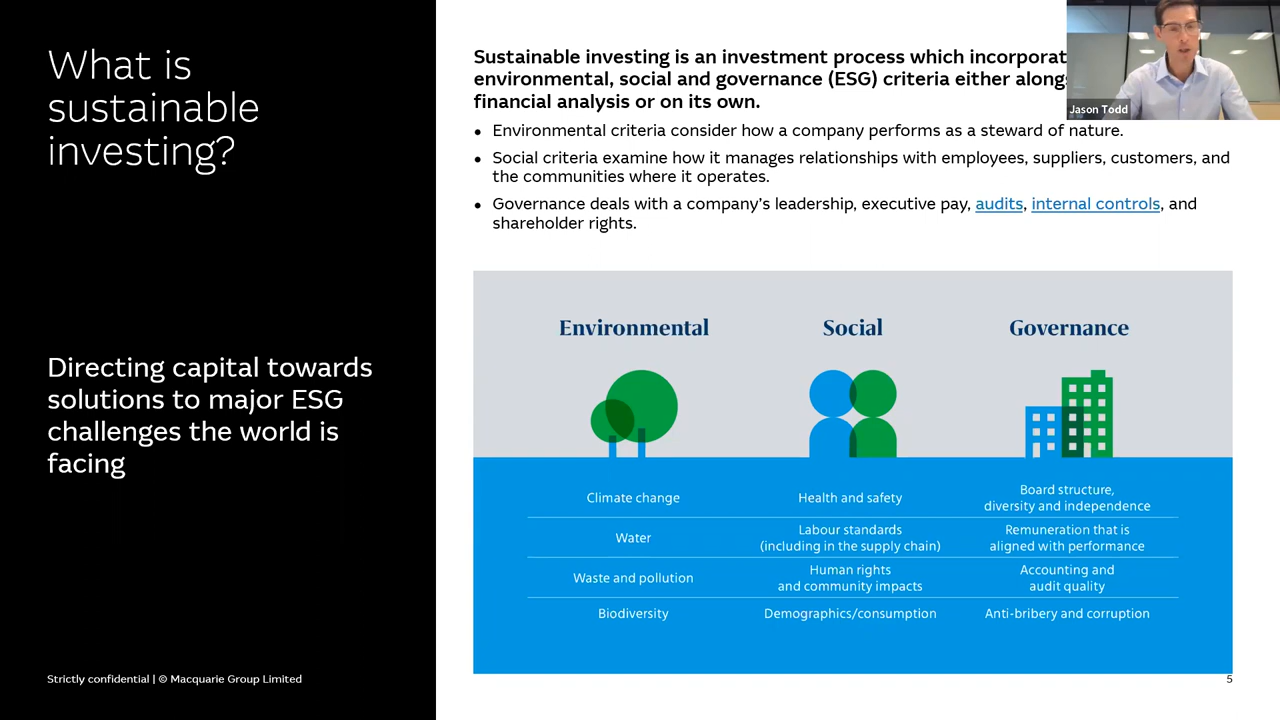 What is
sustainable
investing?
Directing capital towards
solutions to major ESG
challenges the world is
facing
Strictly confidential | © Macquarie Group Limited
Sustainable investing is an investment process which
environmental, social and governance (ESG) criteria either
financial analysis or on its own.
• Environmental criteria consider how a company performs as a steward of nature.
• Social criteria examine how it manages relationships with employees, suppliers, customers, and
the communities where it operates.
• Governance deals with a company’s leadership, executive pay, audits, internal controls, and
shareholder rights.
Jason Todd
Environmental Social Governance
Climate change
Health and safety
Board structure,
diversity and independence
Water
Labour standards
(including in the supply chain)
Remuneration that is
aligned with performance
Waste and pollution
Human rights
and community impacts
Accounting and
audit quality
Biodiversity
Demographics/consumption
Anti-bribery and corruption
5